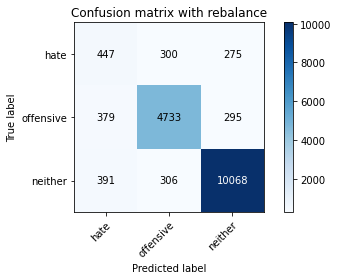 Confusion matrix with rebalance
True label
hate 447 300 275
offensive 379 4733 295
neither 391 306 10068
hate offensive neither
Predicted label
10000
8000
6000
4000
2000